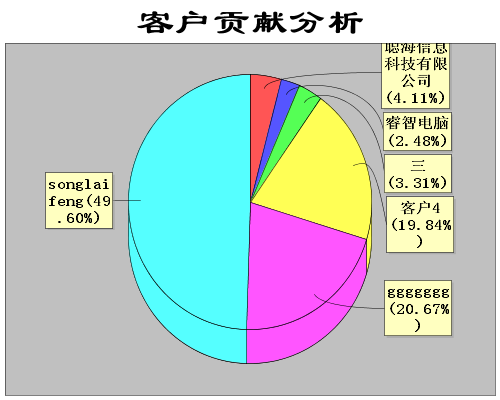 客户贡献分析
聪海信息
科技有限
公司
(4.11%)
睿智电脑
(2.48%)
三
(3.31%)
客户4
(19.84%
)
songlai
feng(49
.60%)
ggggggg
(20.67%
)